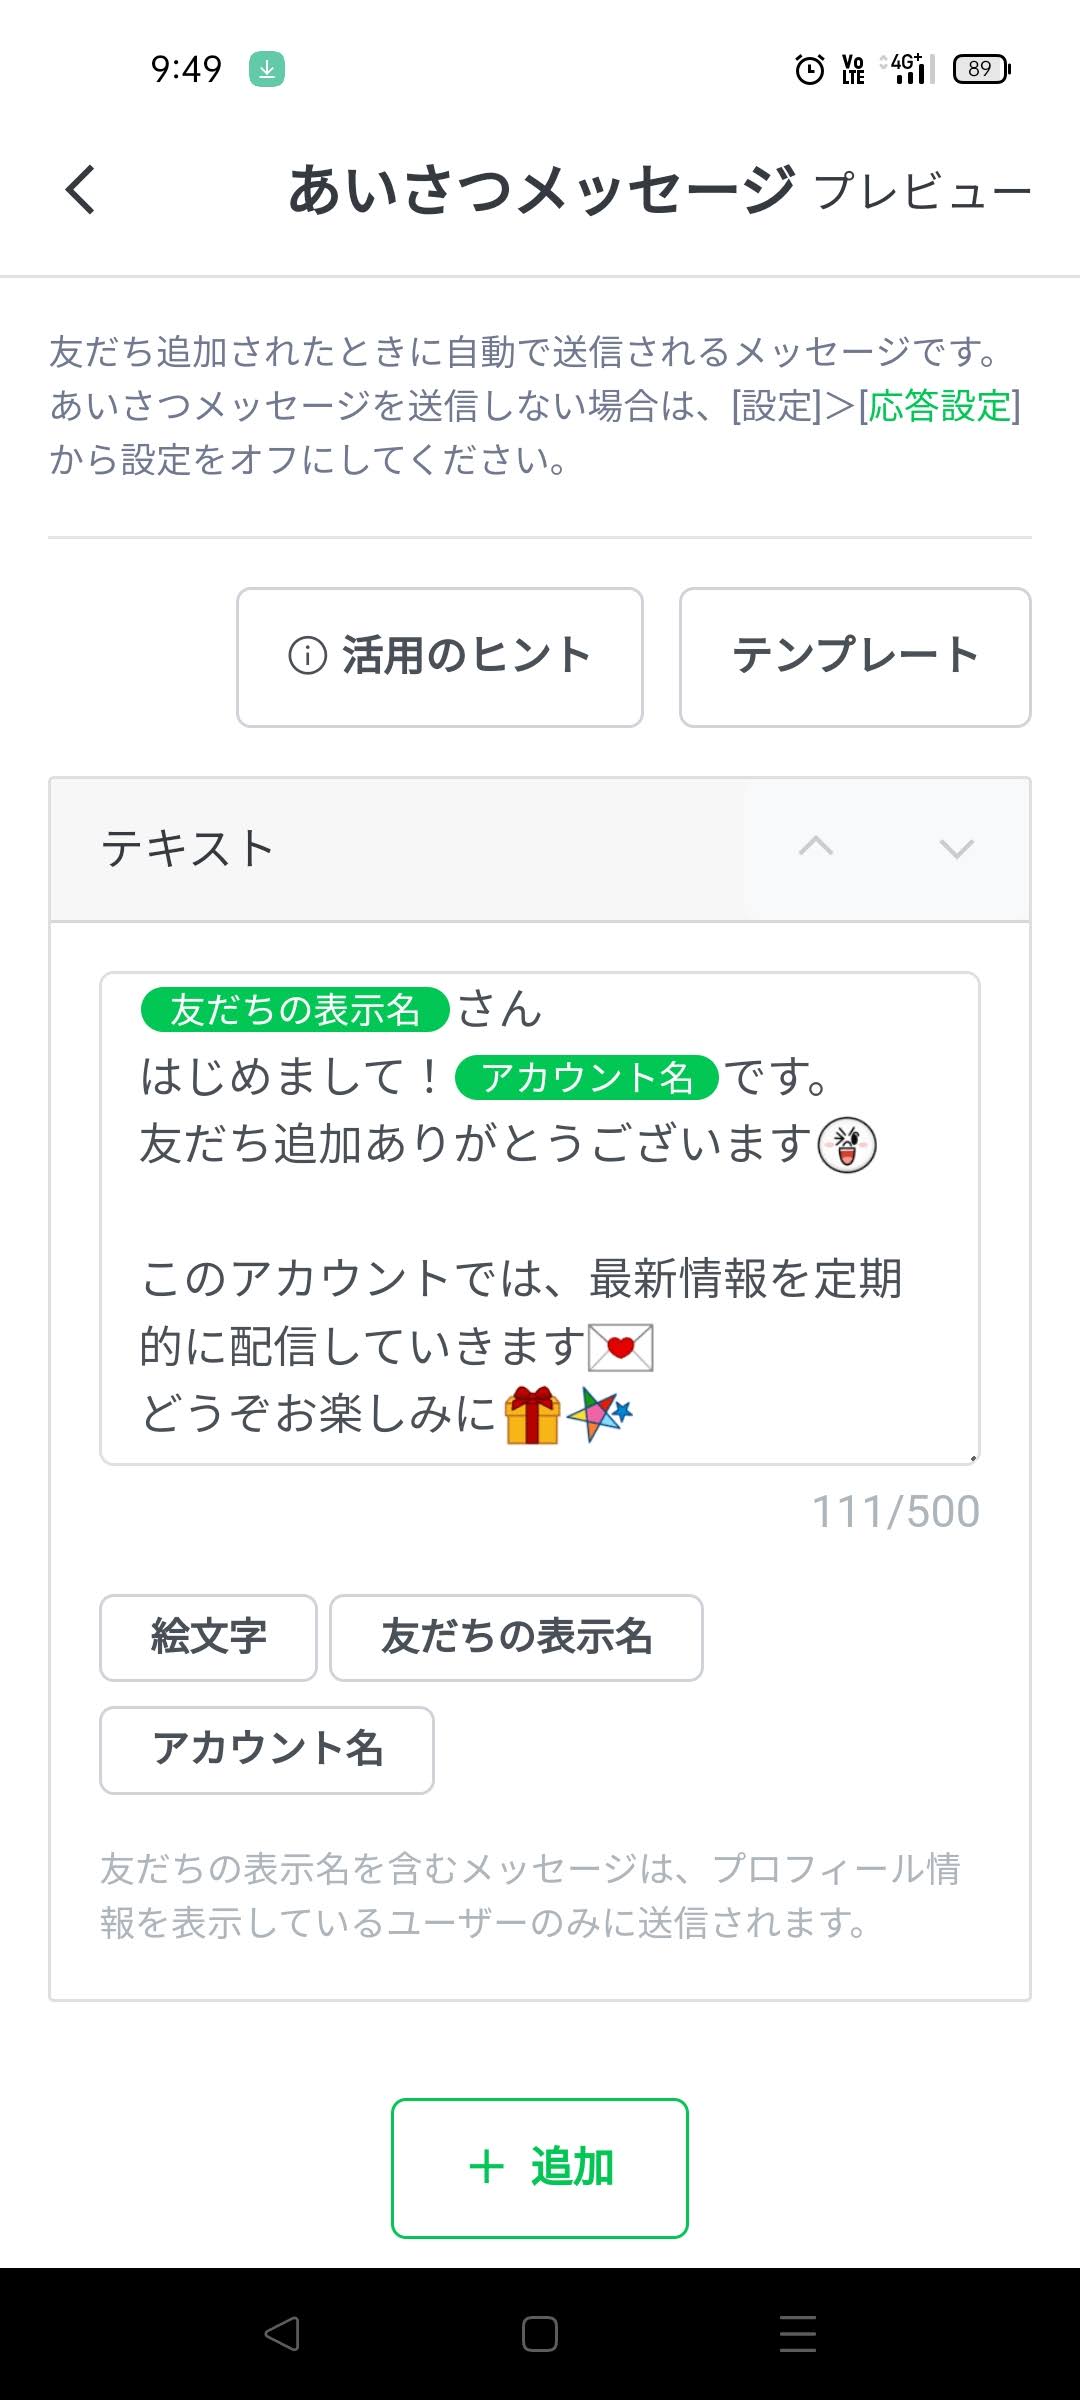 9:49
Vo LTE 4G+ 89
あいさつメッセージ プレビュー
友だち追加されたときに自動で送信されるメッセージです。
あいさつメッセージを送信しない場合は、[設定]＞[応答設定]
から設定をオフにしてください。
活用のヒント テンプレート
テキスト
友だちの表示名 さん
はじめまして！ アカウント名 です。
友だち追加ありがとうございます
このアカウントでは、最新情報を定期
的に配信していきます
どうぞお楽しみに
111/500
絵文字 友だちの表示名
アカウント名
友だちの表示名を含むメッセージは、プロフィール情
報を表示しているユーザーのみに送信されます。
＋ 追加